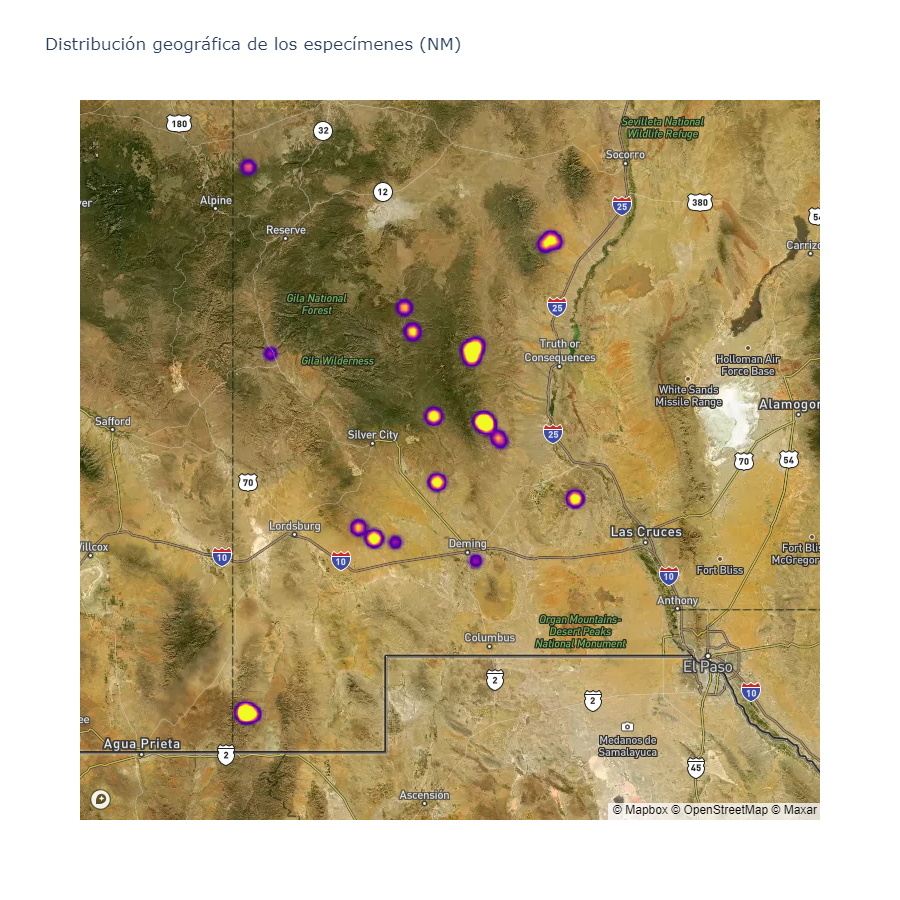 Distribución geográfica de los especímenes (NM)
180
32
Sevilleta National
Wildlife Refuge
Socorro
12
Alpine
380
25
Reserve
Gila National
Forest
25
Truth or
Consequences
Gila Wilderness
Holloman Air
Force Base
White Sands
Missile Range
Alamogor
Safford
Silver City
25
70
54
70
Lordsburg
Las Cruces
Deming
10
10
illcox
Fort Blis
McGregor
Fort Bliss
10
Anthony
Organ Mountains-
Desert Peaks
National Monument
Columbus
El Paso
2
10
2
ee
Agua Prieta
2
Medanos de
Samalayuca
45
Ascensión
© Mapbox © OpenStreetMap © Maxar